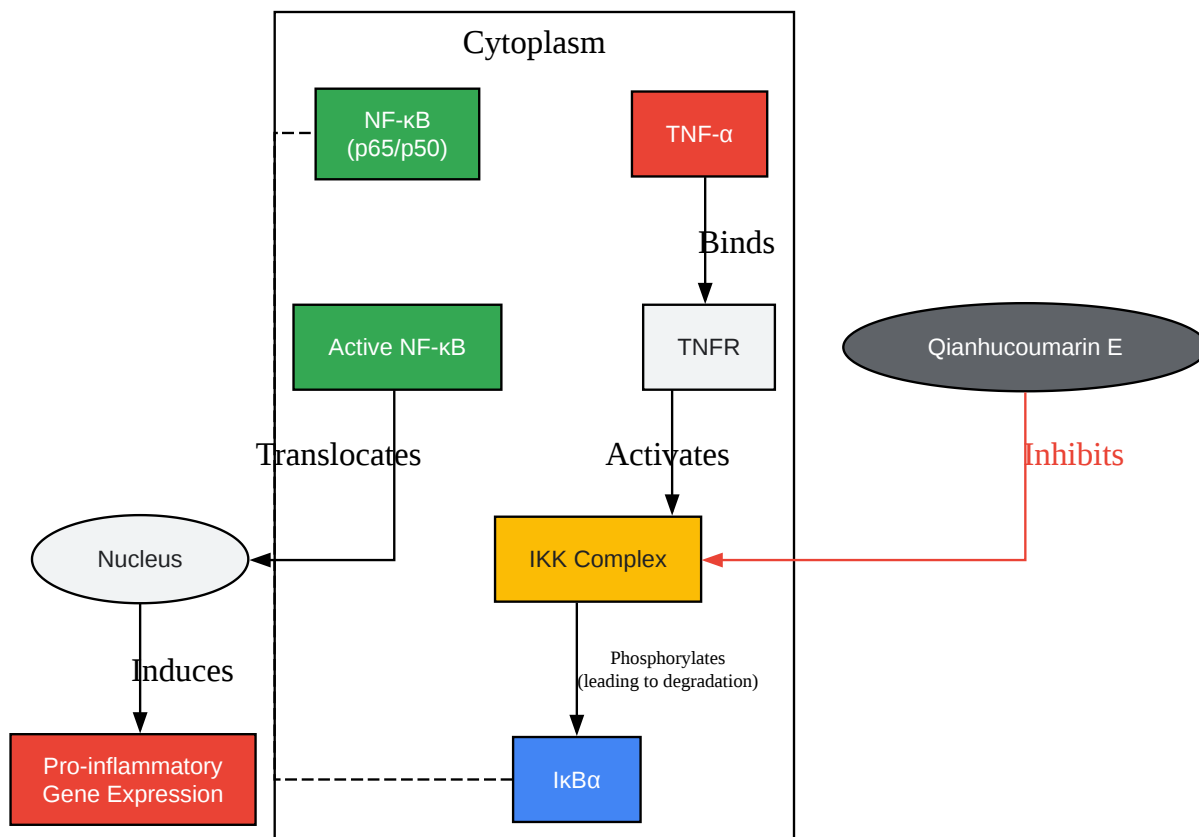 Cytoplasm
NF-κB
(p65/p50)
TNF-α
Binds
Active NF-κB
TNFR
Qianhucoumarin E
Translocates
Activates
Inhibits
Nucleus
IKK Complex
Induces
Phosphorylates
(leading to degradation)
Pro-inflammatory
Gene Expression
IκBα